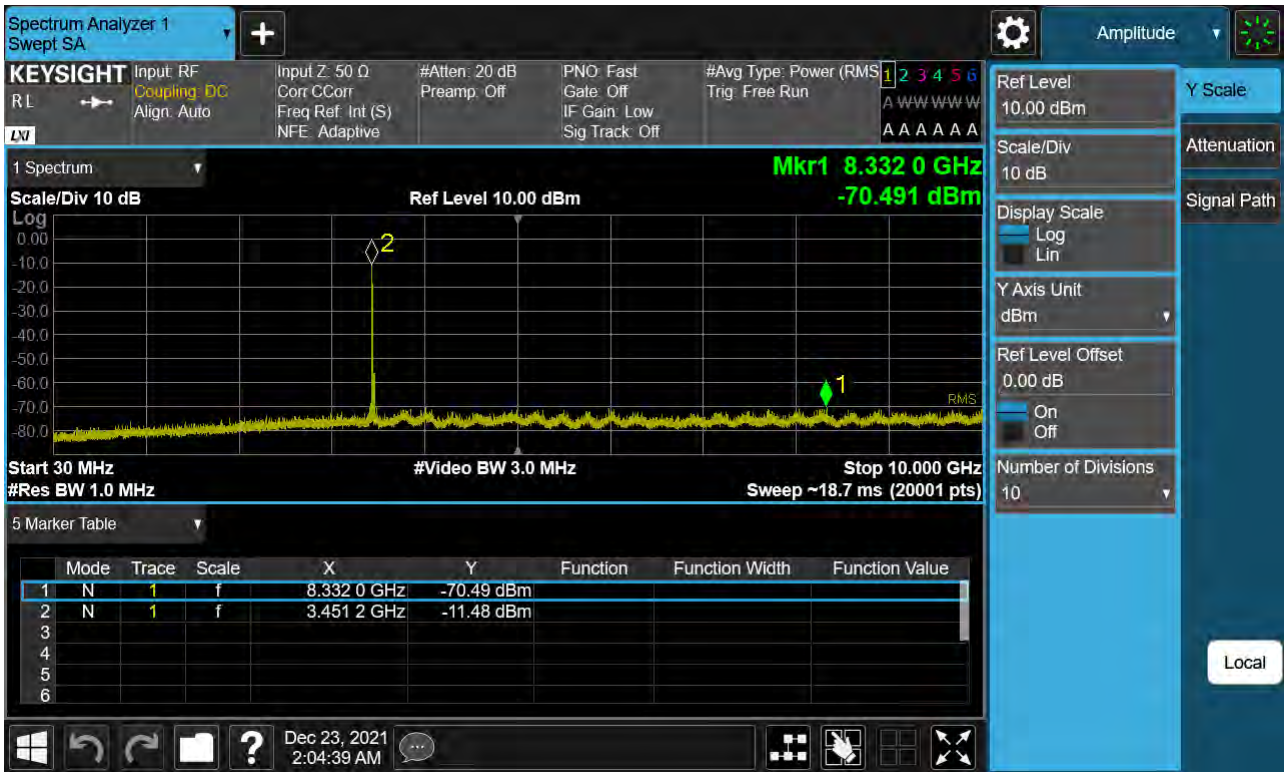 Spectrum Analyzer 1
Swept SA
+
Amplitude
KEYSIGHT
RL
LXI
Input: RF
Coupling: DC
Align: Auto
Input Z: 50 Ω
Corr CCorr
Freq Ref: Int (S)
NFE: Adaptive
#Atten: 20 dB
Preamp: Off
PNO: Fast
Gate: Off
IF Gain: Low
Sig Track: Off
#Avg Type: Power (RMS
Trig: Free Run
1 2 3 4 5 6
A W W W W W
A A A A A A
1 Spectrum
Mkr1 8.332 0 GHz
Scale/Div 10 dB
Ref Level 10.00 dBm
-70.491 dBm
Log
0.00
-10.0
-20.0
-30.0
-40.0
-50.0
-60.0
-70.0
-80.0
2
1
RMS
Start 30 MHz
#Video BW 3.0 MHz
Stop 10.000 GHz
#Res BW 1.0 MHz
Sweep ~18.7 ms (20001 pts)
5 Marker Table
Mode Trace Scale X Y Function Function Width Function Value
1 N 1 f 8.332 0 GHz -70.49 dBm
2 N 1 f 3.451 2 GHz -11.48 dBm
3
4
5
6
Ref Level
10.00 dBm
Scale/Div
10 dB
Display Scale
Log
Lin
Y Axis Unit
dBm
Ref Level Offset
0.00 dB
On
Off
Number of Divisions
10
Y Scale
Attenuation
Signal Path
Local
?
Dec 23, 2021
2:04:39 AM